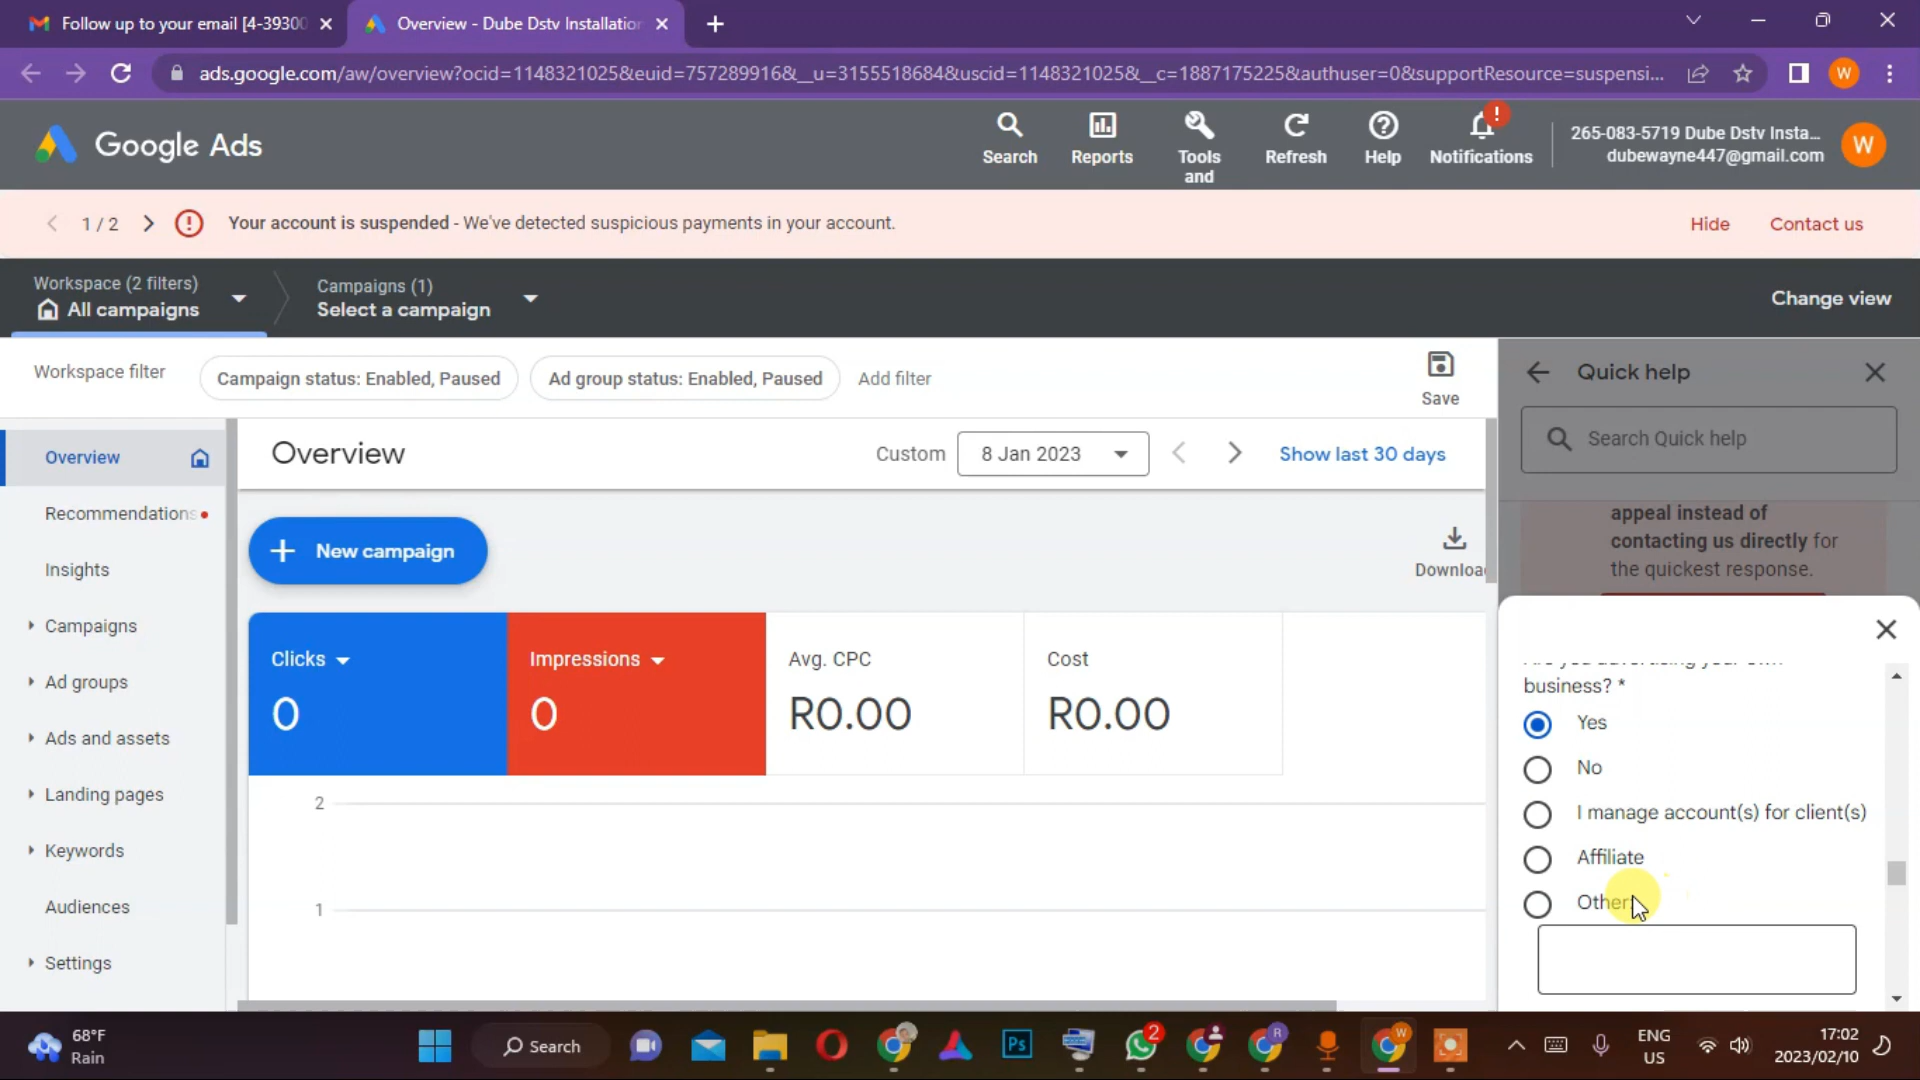 Follow up to your email [4-39300
Overview - Dube Dstv Installation
ads.google.com/aw/overview?ocid=1148321025&euid=757289916&__u=3155518684&uscid=1148321025&__c=1887175225&authuser=0&supportResource=suspensi...
W
Google Ads
Search
Reports
Tools
and
Refresh
Help
!
Notifications
265-083-5719 Dube Dstv Insta...
dubewayne447@gmail.com
W
1 / 2
Your account is suspended - We've detected suspicious payments in your account.
Hide
Contact us
Workspace (2 filters)
All campaigns
Campaigns (1)
Select a campaign
Change view
Workspace filter
Campaign status: Enabled, Paused
Ad group status: Enabled, Paused
Add filter
Save
Quick help
Search Quick help
Overview
Recommendations
Insights
Campaigns
Ad groups
Ads and assets
Landing pages
Keywords
Audiences
Settings
Overview
Custom
8 Jan 2023
Show last 30 days
New campaign
Downloa
Clicks
0
Impressions
0
Avg. CPC
R0.00
Cost
R0.00
2
1
appeal instead of
contacting us directly for
the quickest response.
business? *
Yes
No
I manage account(s) for client(s)
Affiliate
Other
68°F
Rain
Search
Ps
2
R
W
ENG
US
17:02
2023/02/10